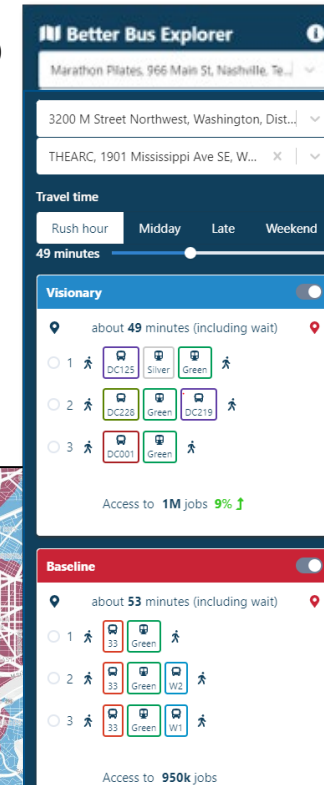 Better Bus Explorer
Marathon Pilates, 966 Main St, Nashville, Te...
3200 M Street Northwest, Washington, Dist...
THEARC, 1901 Mississippi Ave SE, W...
Travel time
Rush hour Midday Late Weekend
49 minutes
Visionary
about 49 minutes (including wait)
1 DC125 Silver Green
2 DC228 Green DC219
3 DC001 Green
Access to 1M jobs 9%
Baseline
about 53 minutes (including wait)
1 33 Green
2 33 Green W2
3 33 Green W1
Access to 950k jobs